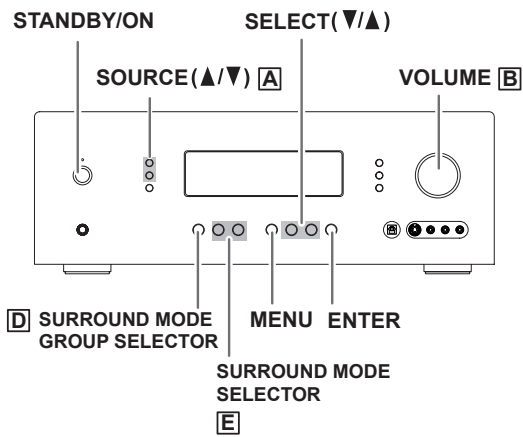 STANDBY/ON
SELECT(▼/▲)
SOURCE(▲/▼) A
VOLUME B
D SURROUND MODE
GROUP SELECTOR
MENU
ENTER
SURROUND MODE
SELECTOR
E